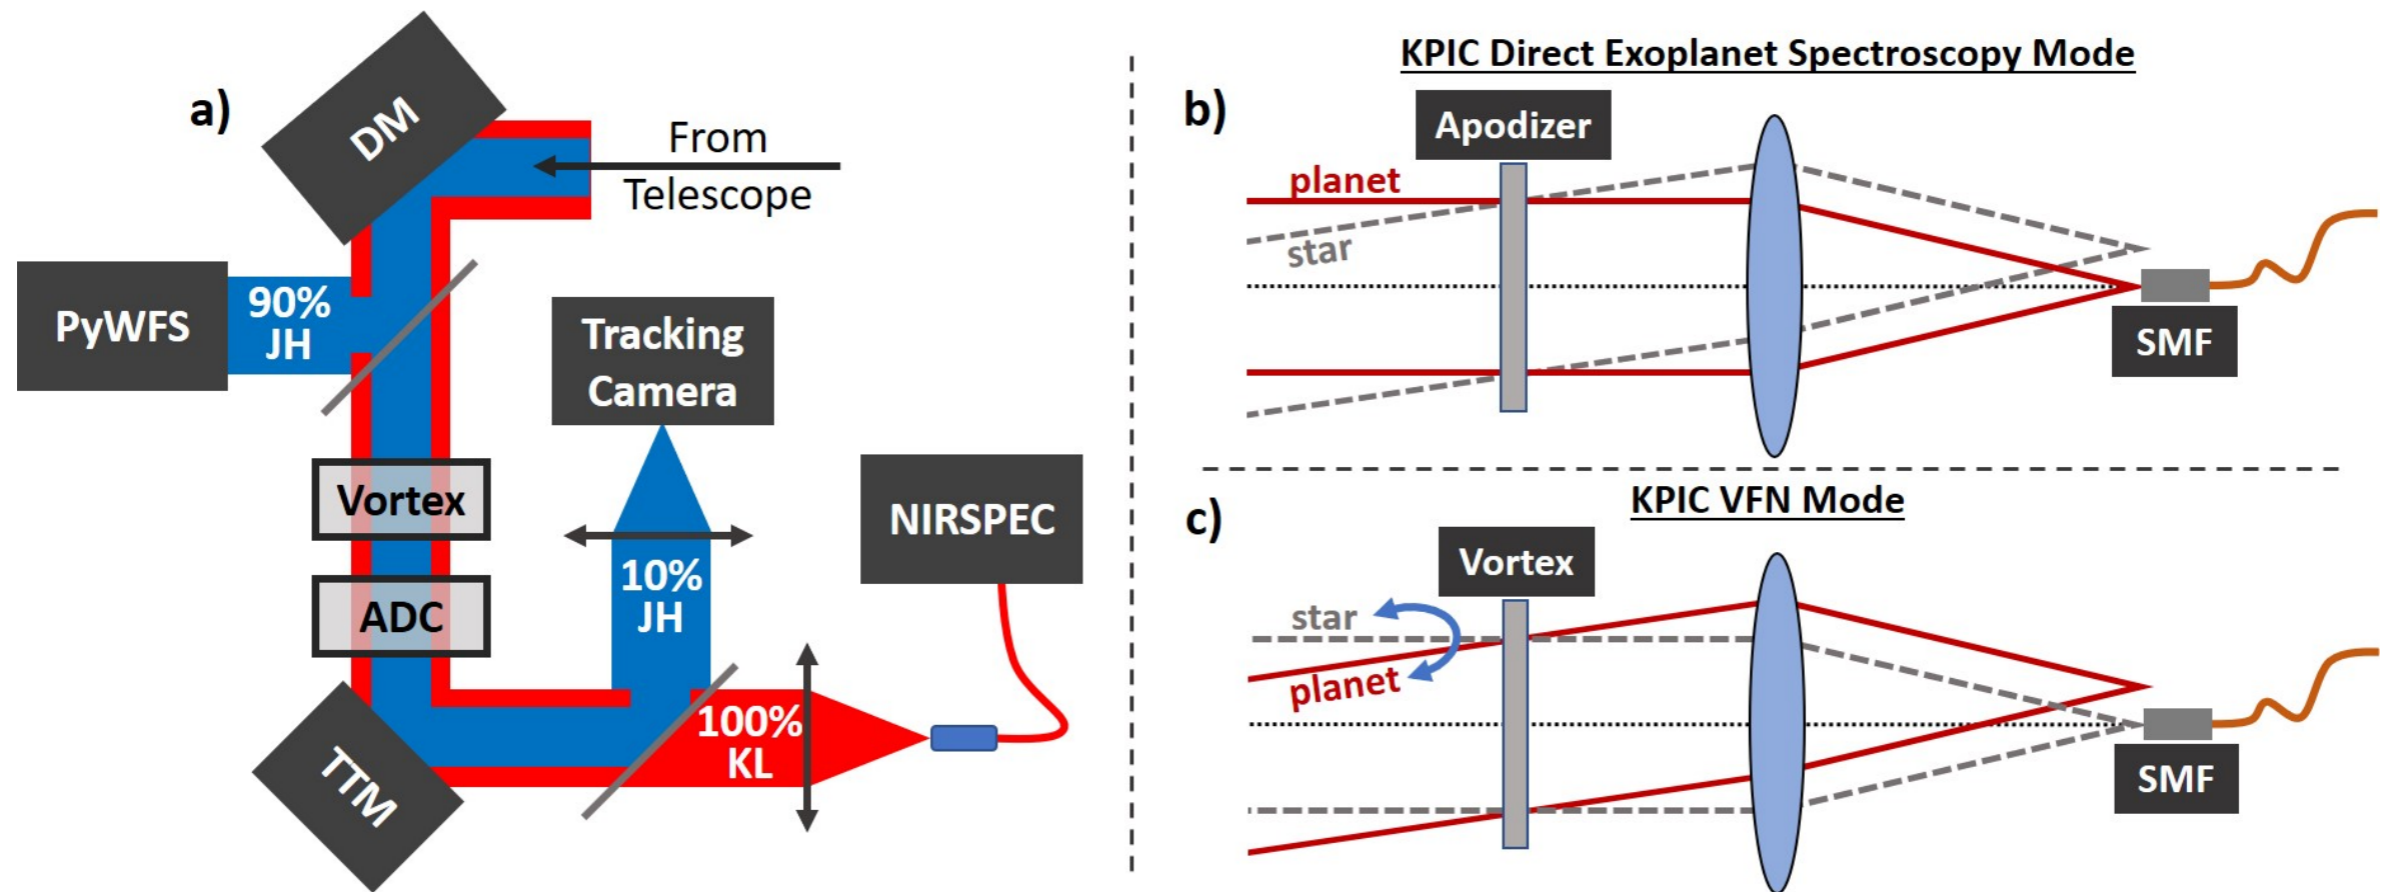 a)
DM
From
Telescope
PyWFS
90%
JH
Tracking
Camera
Vortex
ADC
10%
JH
NIRSPEC
TTM
100%
KL
KPIC Direct Exoplanet Spectroscopy Mode
b)
Apodizer
planet
star
SMF
KPIC VFN Mode
c)
Vortex
star
planet
SMF